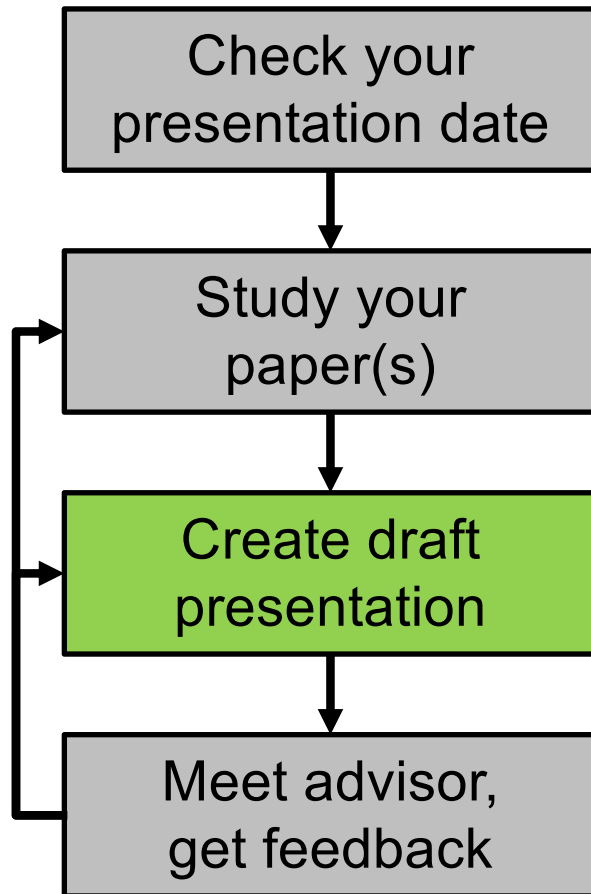 Check your
presentation date
Study your
paper(s)
Create draft
presentation
Meet advisor,
get feedback